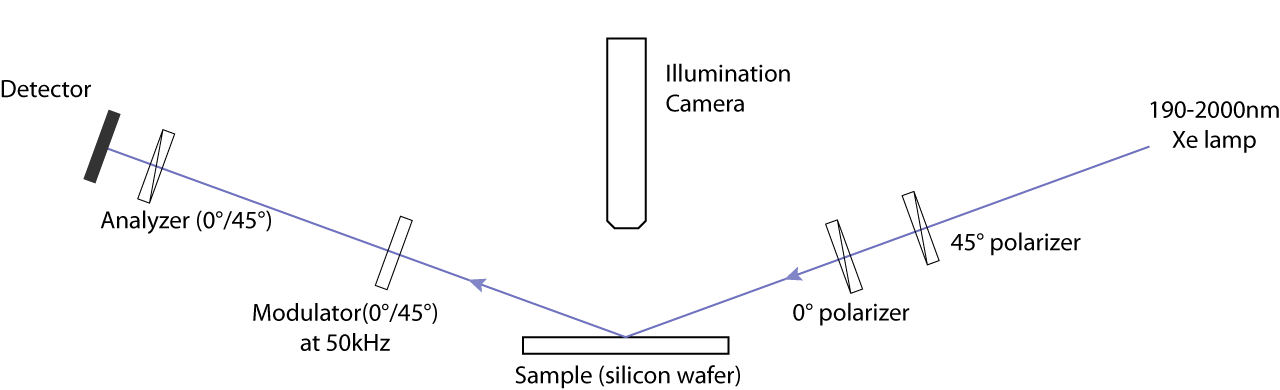 Detector
Analyzer (0°/45°)
Modulator(0°/45°)
at 50kHz
Illumination
Camera
Sample (silicon wafer)
0° polarizer
45° polarizer
190-2000nm
Xe lamp